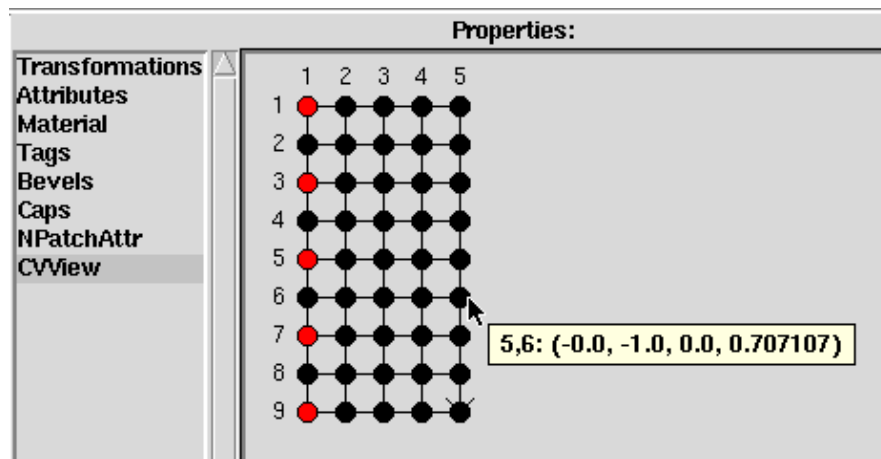 Properties:
Transformations
Attributes
Material
Tags
Bevels
Caps
NPatchAttr
CVView
1 2 3 4 5
1
2
3
4
5
6
7
8
9
5,6: (-0.0, -1.0, 0.0, 0.707107)